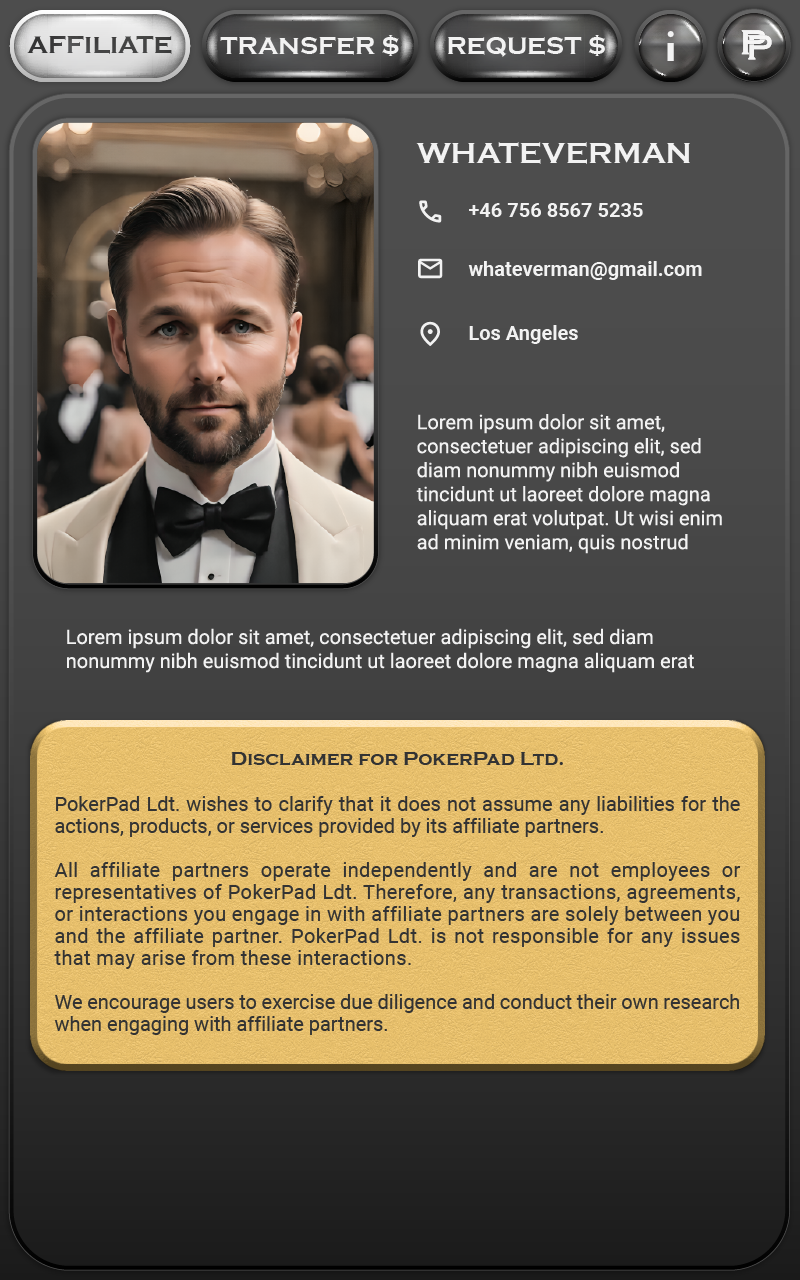 AFFILIATE TRANSFER $ REQUEST $ i PP
WHATEVERMAN
+46 756 8567 5235
whateverman@gmail.com
Los Angeles
Lorem ipsum dolor sit amet,
consectetuer adipiscing elit, sed
diam nonummy nibh euismod
tincidunt ut laoreet dolore magna
aliquam erat volutpat. Ut wisi enim
ad minim veniam, quis nostrud
Lorem ipsum dolor sit amet, consectetuer adipiscing elit, sed diam
nonummy nibh euismod tincidunt ut laoreet dolore magna aliquam erat
Disclaimer for PokerPad Ltd.
PokerPad Ldt. wishes to clarify that it does not assume any liabilities for the
actions, products, or services provided by its affiliate partners.
All affiliate partners operate independently and are not employees or
representatives of PokerPad Ldt. Therefore, any transactions, agreements,
or interactions you engage in with affiliate partners are solely between you
and the affiliate partner. PokerPad Ldt. is not responsible for any issues
that may arise from these interactions.
We encourage users to exercise due diligence and conduct their own research
when engaging with affiliate partners.